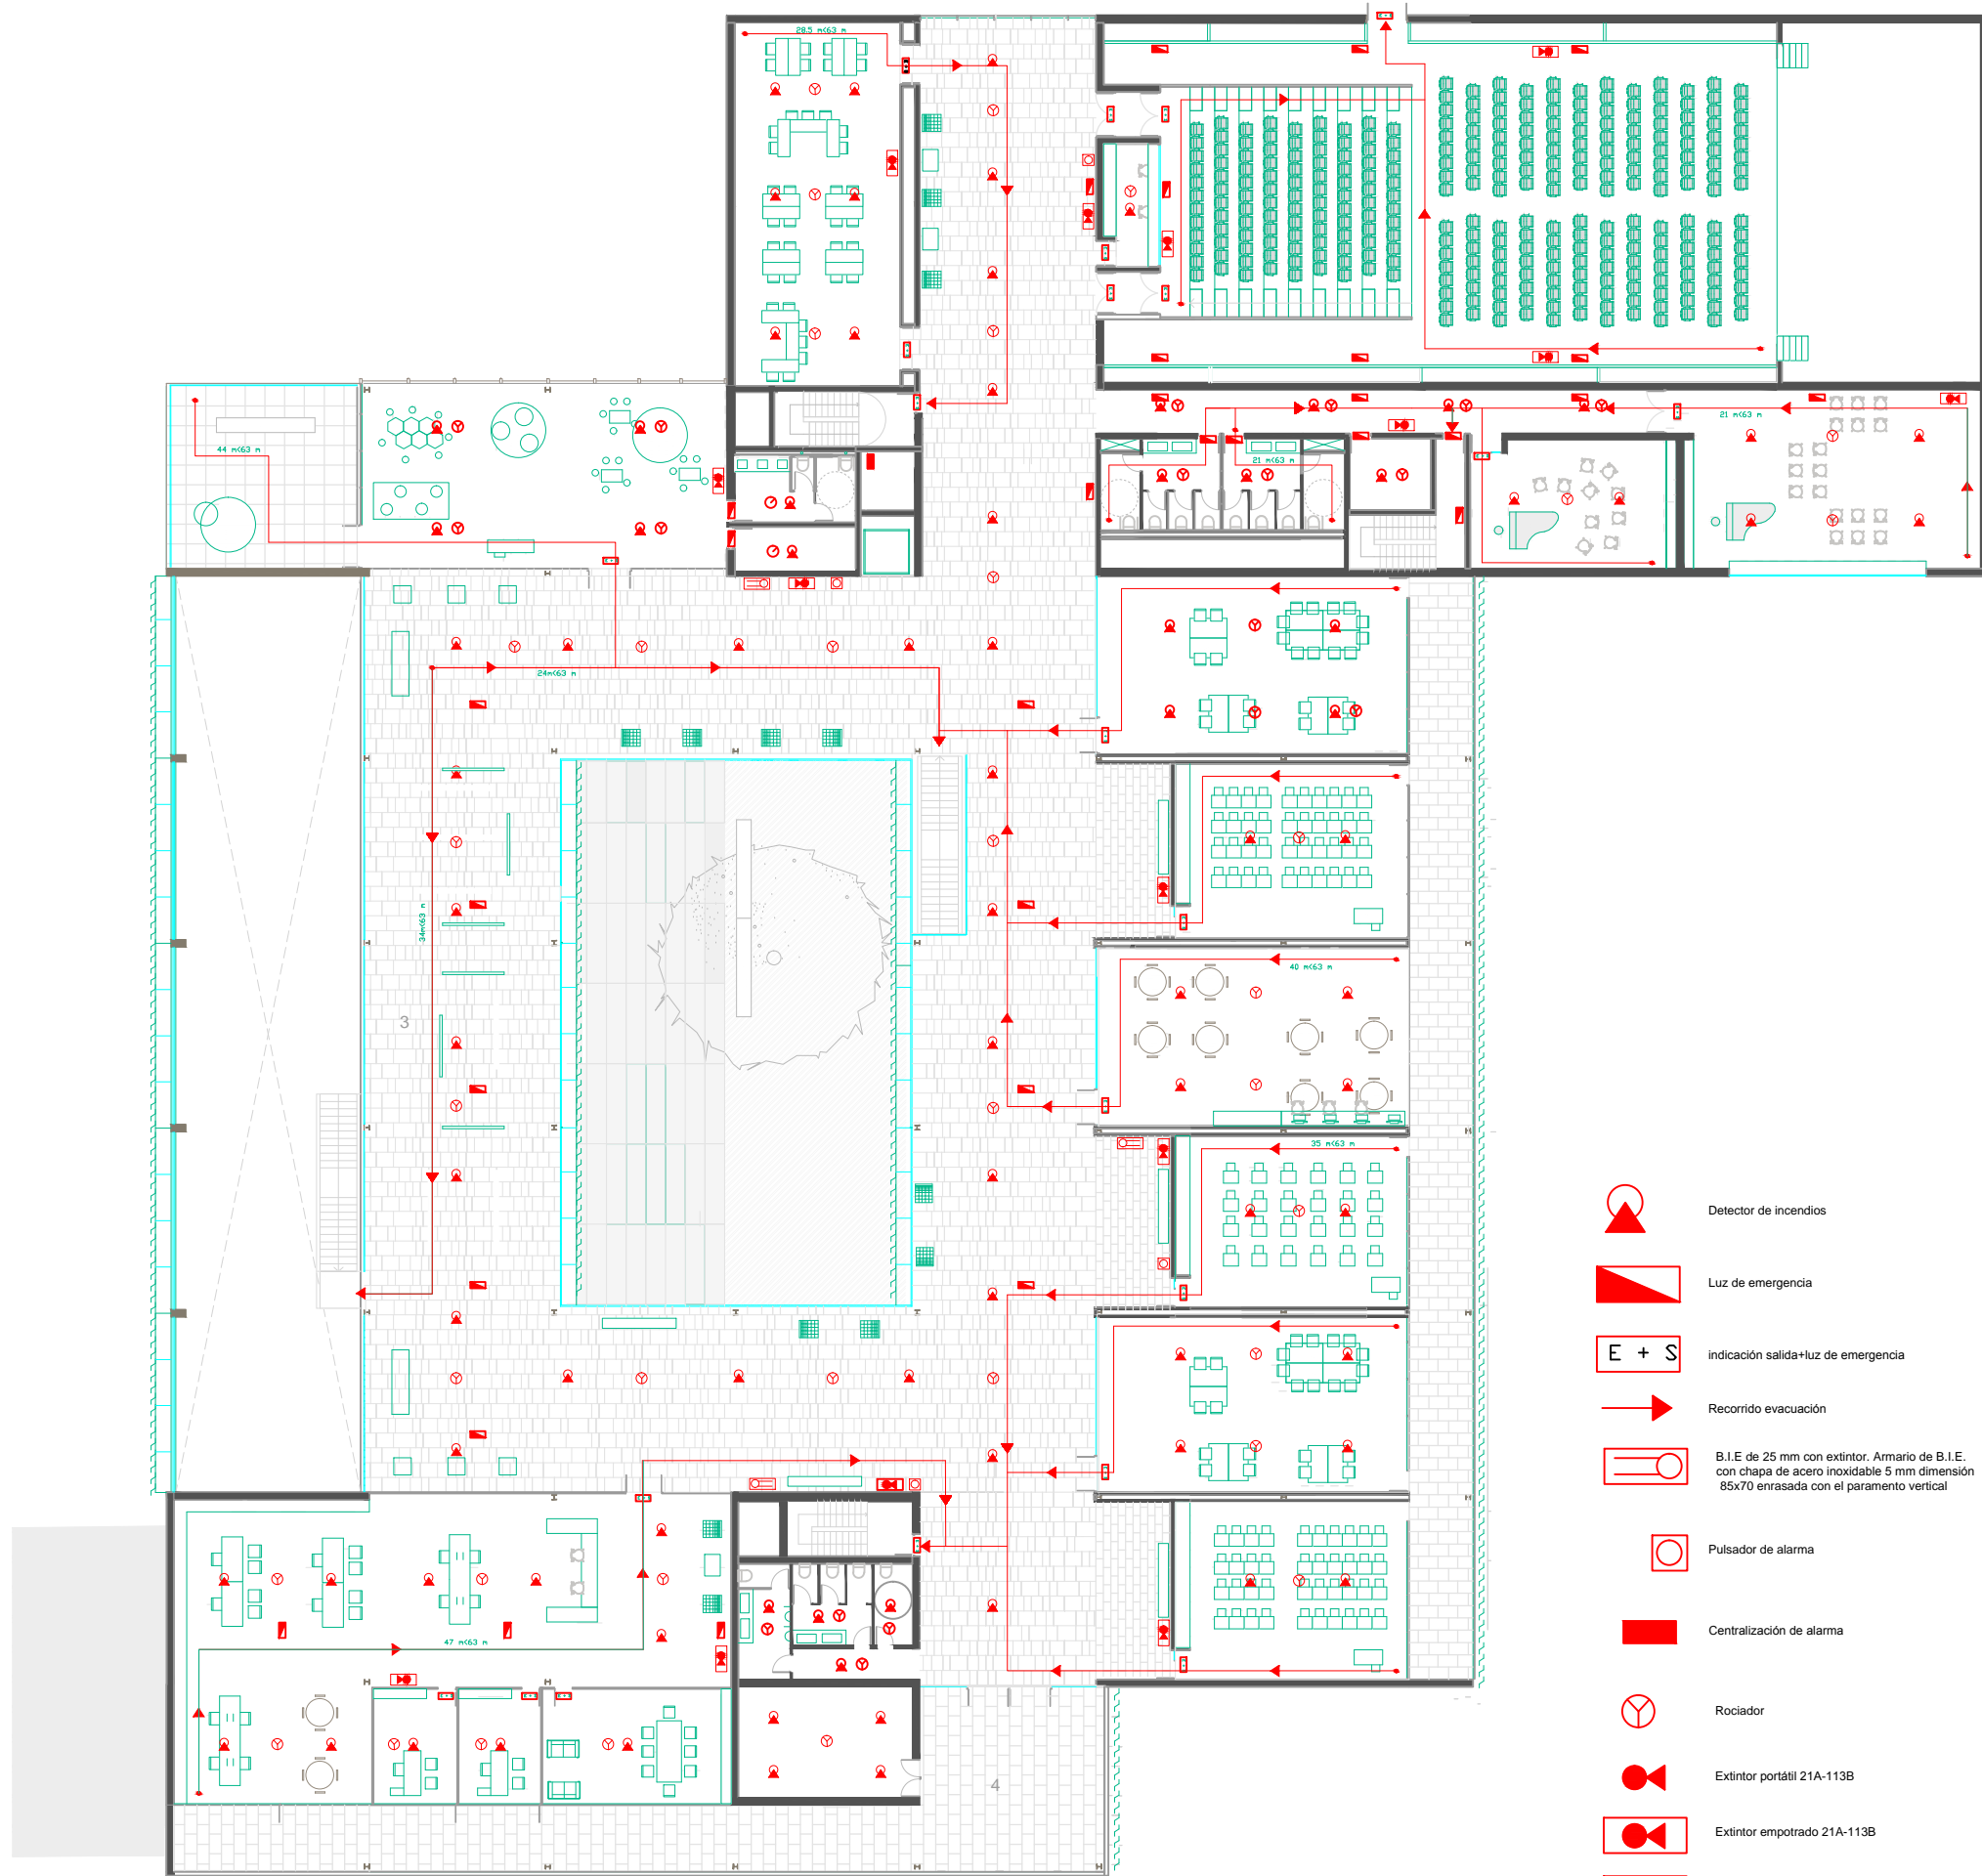 28.5 m<63 m
44 m<63 m
21 m<63 m
21 m<63 m
24m<63 m
34m<63 m
3
40 m<63 m
35 m<63 m
47 m<63 m
4
Detector de incendios
Luz de emergencia
E + S
indicación salida+luz de emergencia
Recorrido evacuación
B.I.E de 25 mm con extintor. Armario de B.I.E.
con chapa de acero inoxidable 5 mm dimensión
85x70 enrasada con el paramento vertical
Pulsador de alarma
Centralización de alarma
Rociador
Extintor portátil 21A-113B
Extintor empotrado 21A-113B